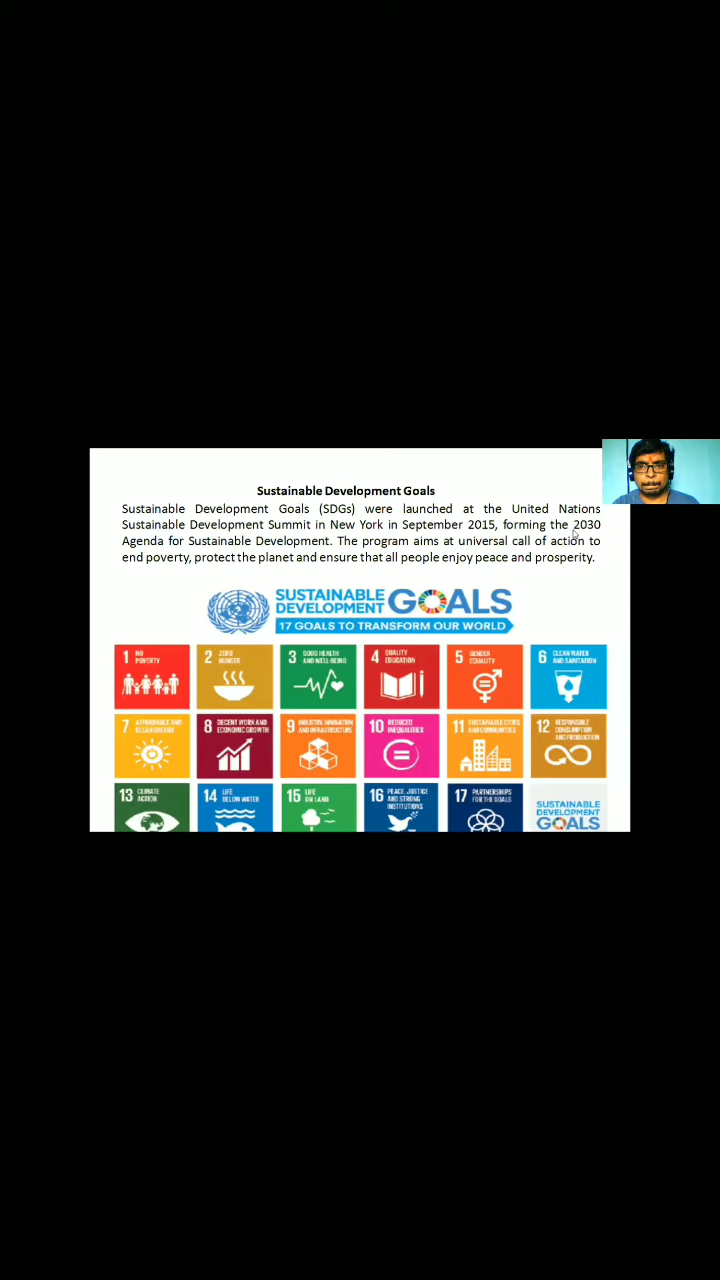 Sustainable Development Goals
Sustainable Development Goals (SDGs) were launched at the United Nations
Sustainable Development Summit in New York in September 2015, forming the 2030
Agenda for Sustainable Development. The program aims at universal call of action to
end poverty, protect the planet and ensure that all people enjoy peace and prosperity.
SUSTAINABLE
DEVELOPMENT GOALS
17 GOALS TO TRANSFORM OUR WORLD
1 NO
POVERTY
2 ZERO
HUNGER
3 GOOD HEALTH
AND WELL-BEING
4 QUALITY
EDUCATION
5 GENDER
EQUALITY
6 CLEAN WATER
AND SANITATION
7 AFFORDABLE AND
CLEAN ENERGY
8 DECENT WORK AND
ECONOMIC GROWTH
9 INDUSTRY, INNOVATION
AND INFRASTRUCTURE
10 REDUCED
INEQUALITIES
11 SUSTAINABLE CITIES
AND COMMUNITIES
12 RESPONSIBLE
CONSUMPTION
AND PRODUCTION
13 CLIMATE
ACTION
14 LIFE
BELOW WATER
15 LIFE
ON LAND
16 PEACE, JUSTICE
AND STRONG
INSTITUTIONS
17 PARTNERSHIPS
FOR THE GOALS
SUSTAINABLE
DEVELOPMENT
GOALS